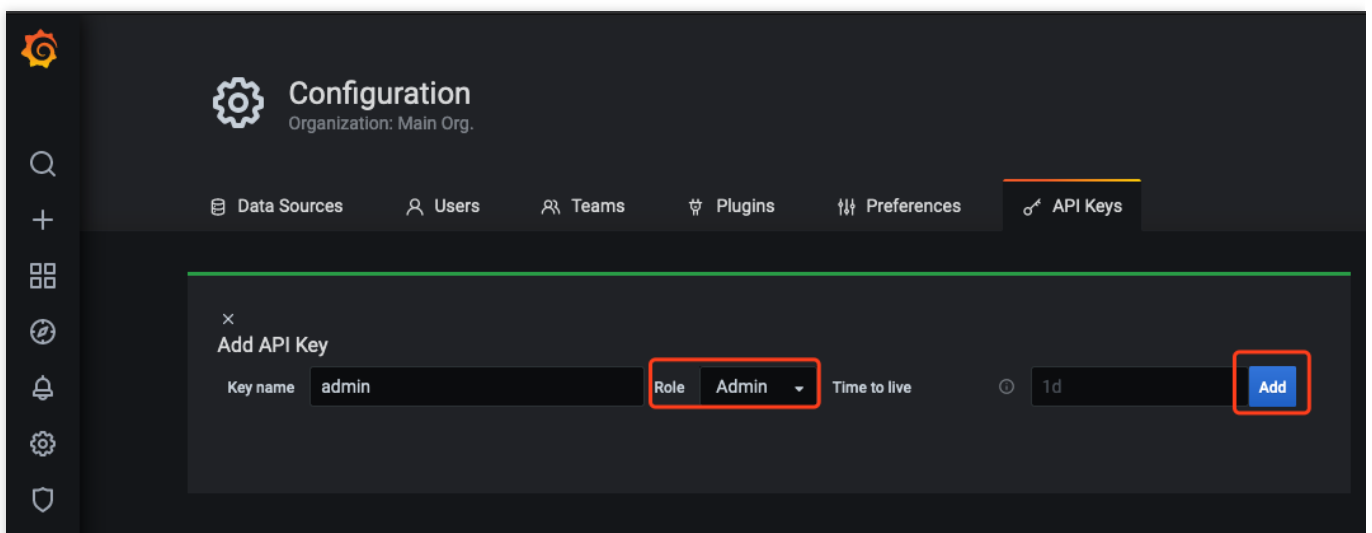 Configuration
Organization: Main Org.
Data Sources Users Teams Plugins Preferences API Keys
Add API Key
Key name admin Role Admin Time to live 1d Add